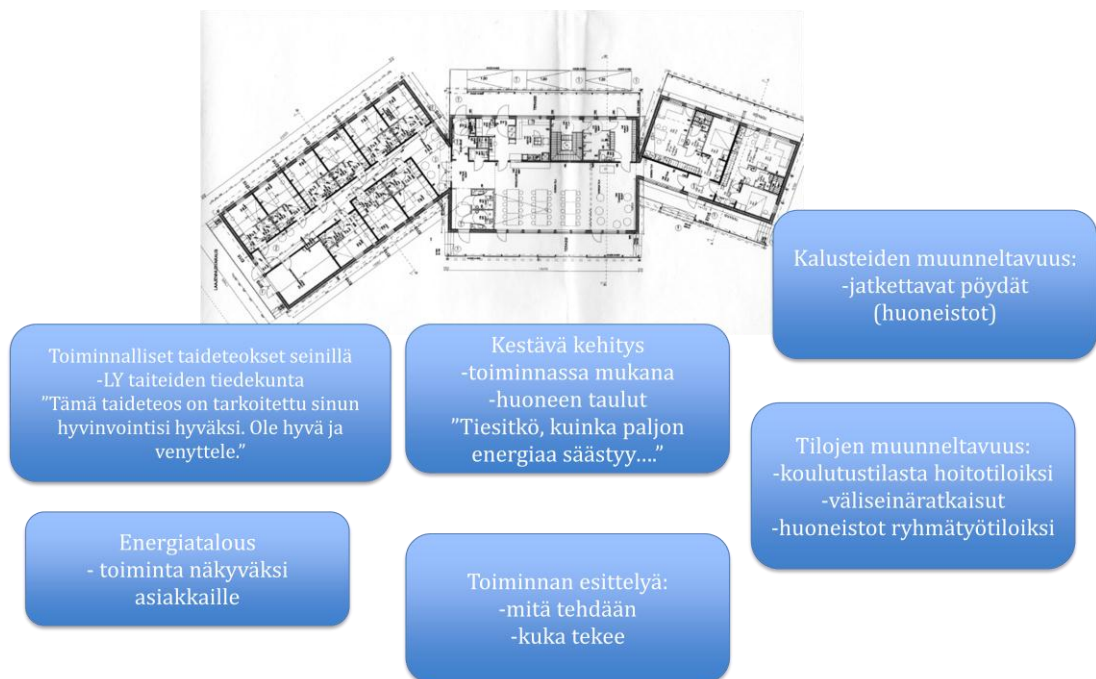 Kalusteiden muunneltavuus:
-jatkettavat pöydät
(huoneistot)
Toiminnalliset taideteokset seinillä
-LY taiteiden tiedekunta
”Tämä taideteos on tarkoitettu sinun
hyvinvointisi hyväksi. Ole hyvä ja
venyttele.”
Kestävä kehitys
-toiminnassa mukana
-huoneen taulut
”Tiesitkö, kuinka paljon
energiaa säästyy….”
Tilojen muunneltavuus:
-koulutustilasta hoitotiloiksi
-väliseinäratkaisut
-huoneistot ryhmätyötiloiksi
Energiatalous
- toiminta näkyväksi
asiakkaille
Toiminnan esittelyä:
-mitä tehdään
-kuka tekee